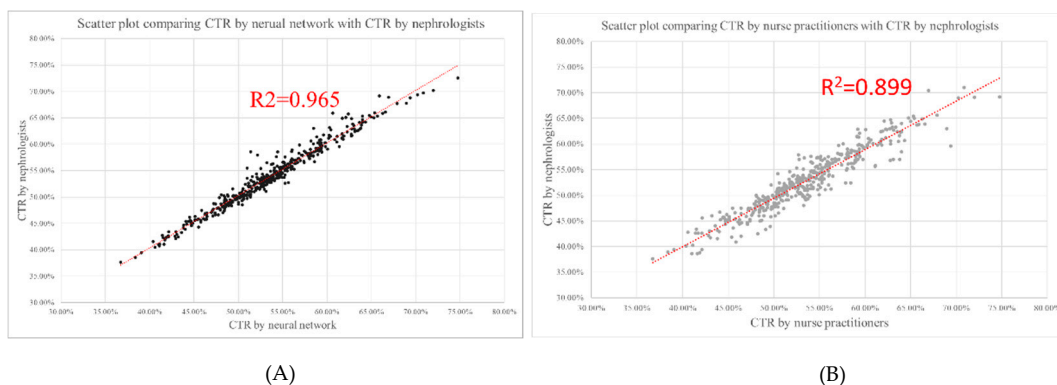 Scatter plot comparing CTR by nerual network with CTR by nephrologists
80.00%
75.00%
70.00%
65.00%
60.00%
55.00%
50.00%
45.00%
40.00%
35.00%
30.00%
R2=0.965
CTR by nephrologists
30.00% 35.00% 40.00% 45.00% 50.00% 55.00% 60.00% 65.00% 70.00% 75.00% 80.00%
CTR by neural network
(A)
Scatter plot comparing CTR by nurse practitioners with CTR by nephrologists
80.00%
75.00%
70.00%
65.00%
60.00%
55.00%
50.00%
45.00%
40.00%
35.00%
30.00%
R²=0.899
CTR by nephrologists
30.00% 35.00% 40.00% 45.00% 50.00% 55.00% 60.00% 65.00% 70.00% 75.00% 80.00%
CTR by nurse practitioners
(B)